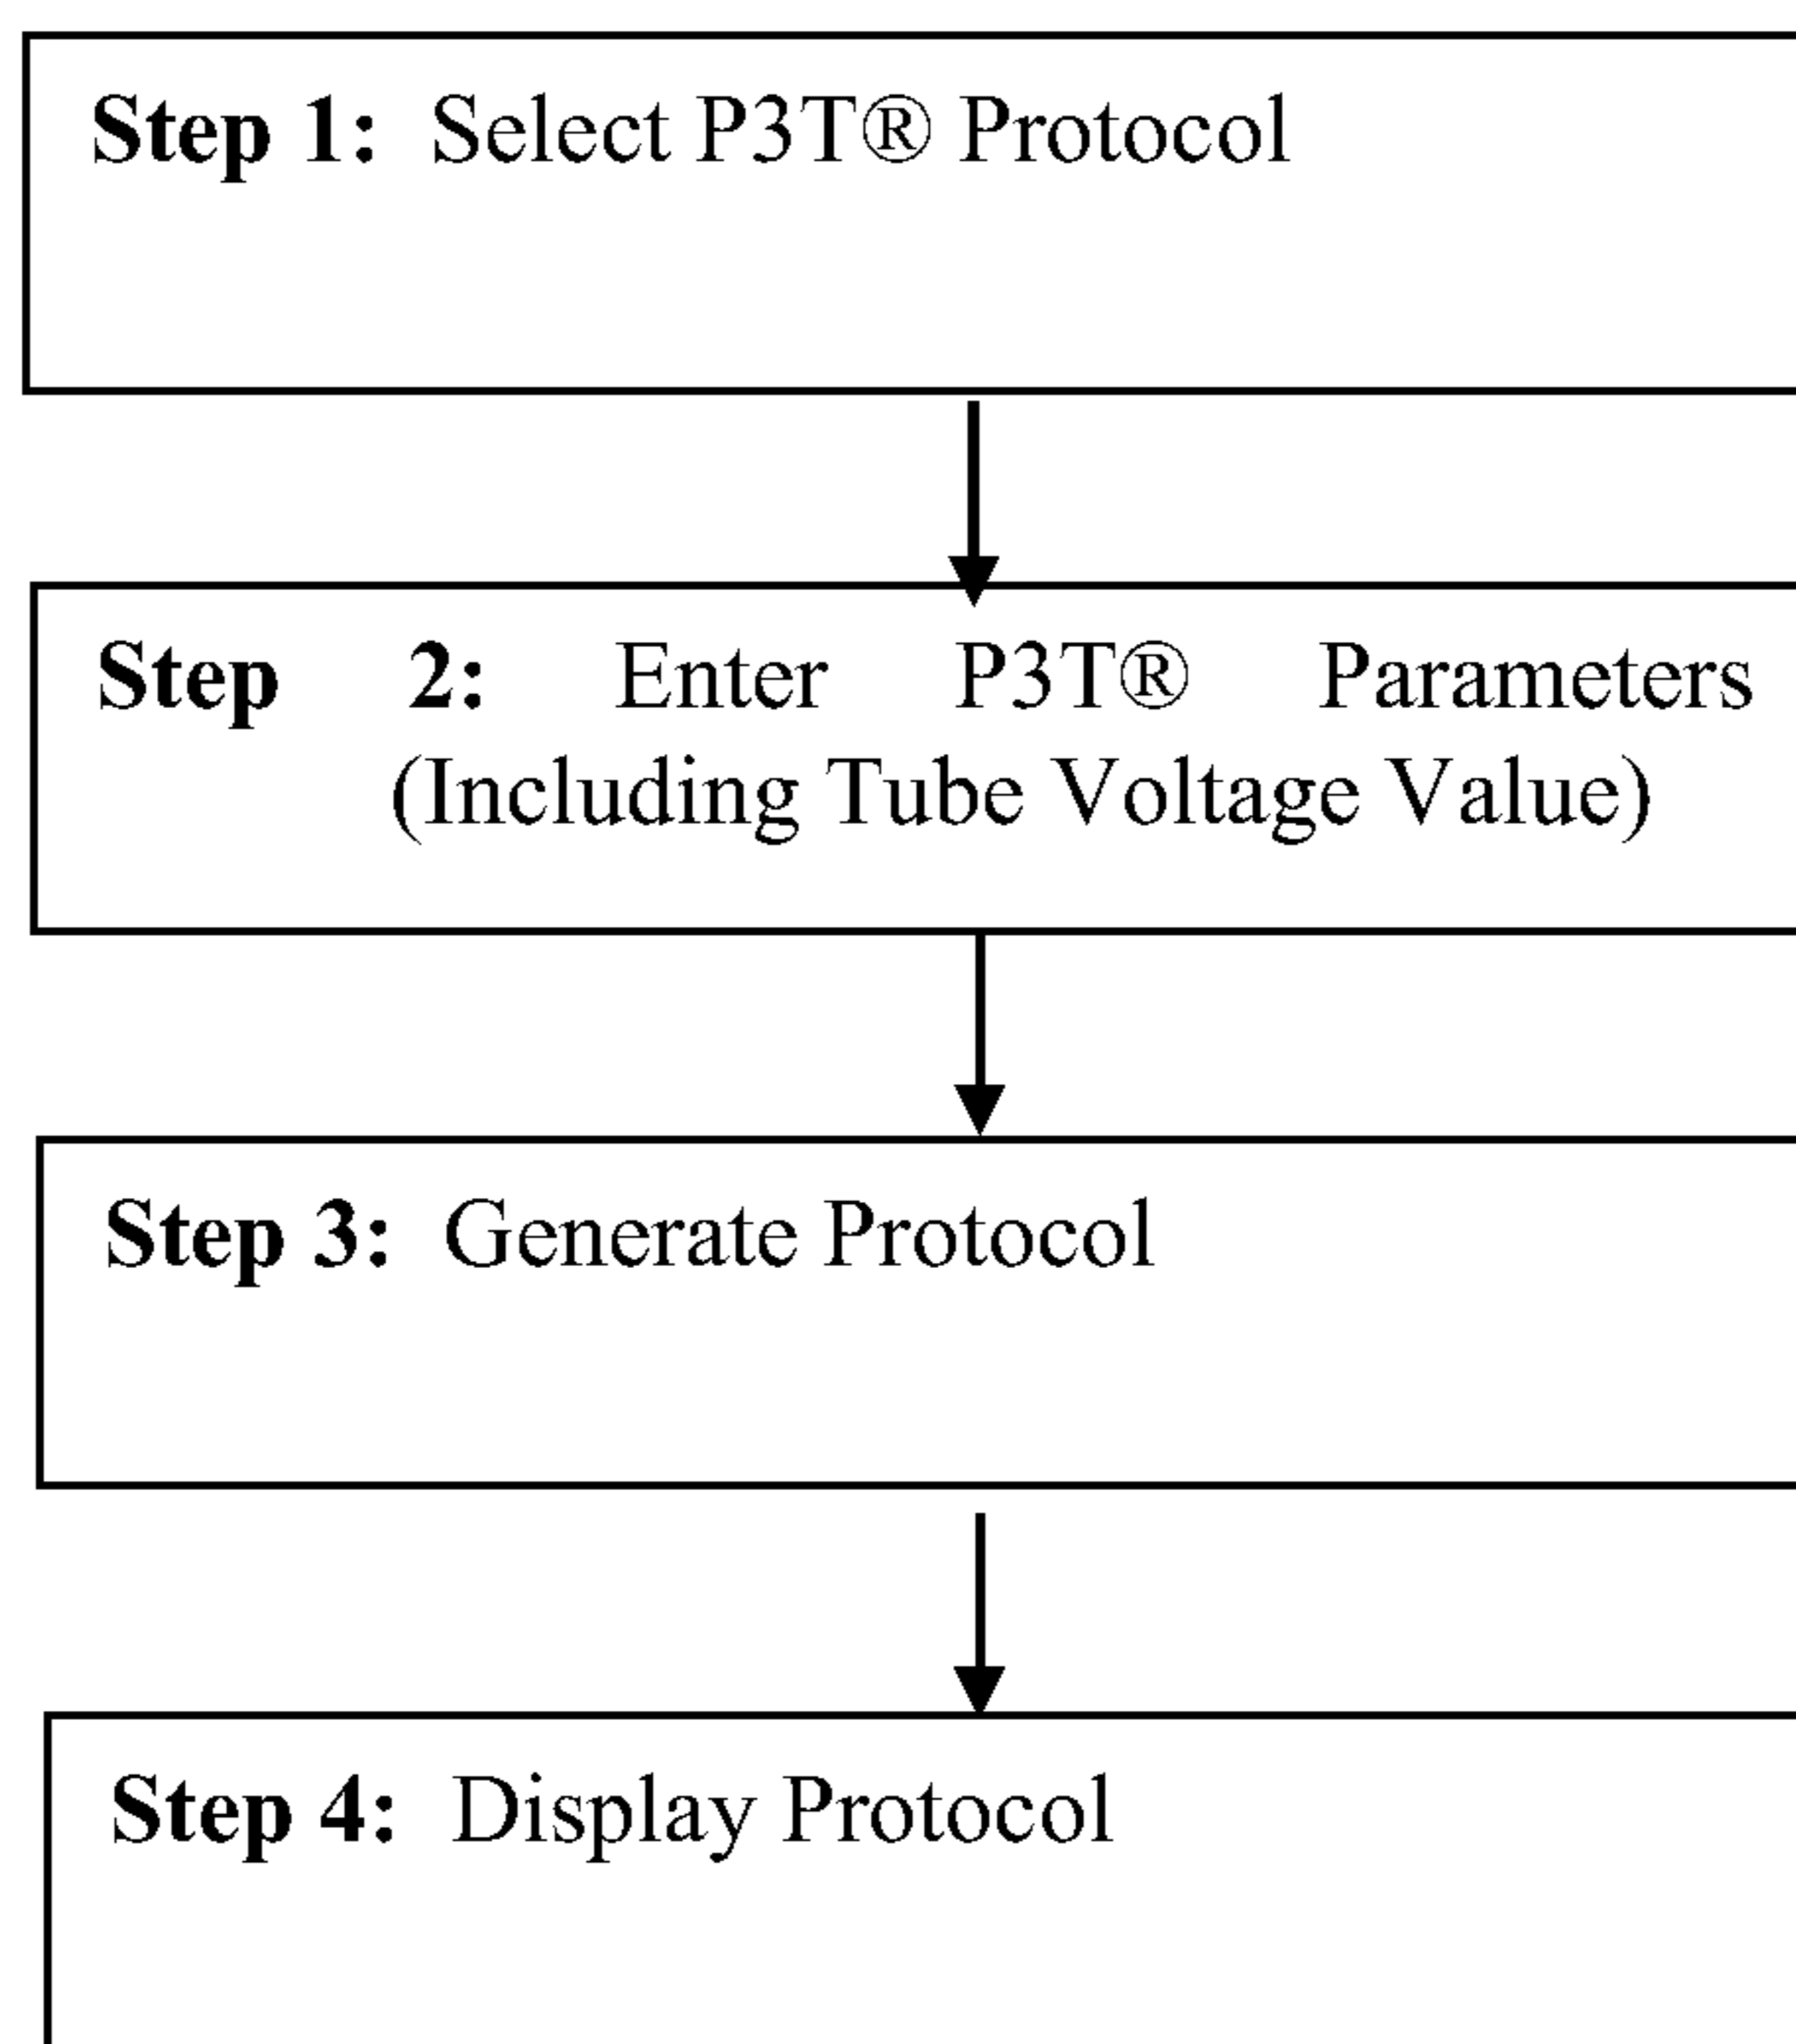 Step 1: Select P3T® Protocol
Step 2: Enter P3T® Parameters
(Including Tube Voltage Value)
Step 3: Generate Protocol
Step 4: Display Protocol